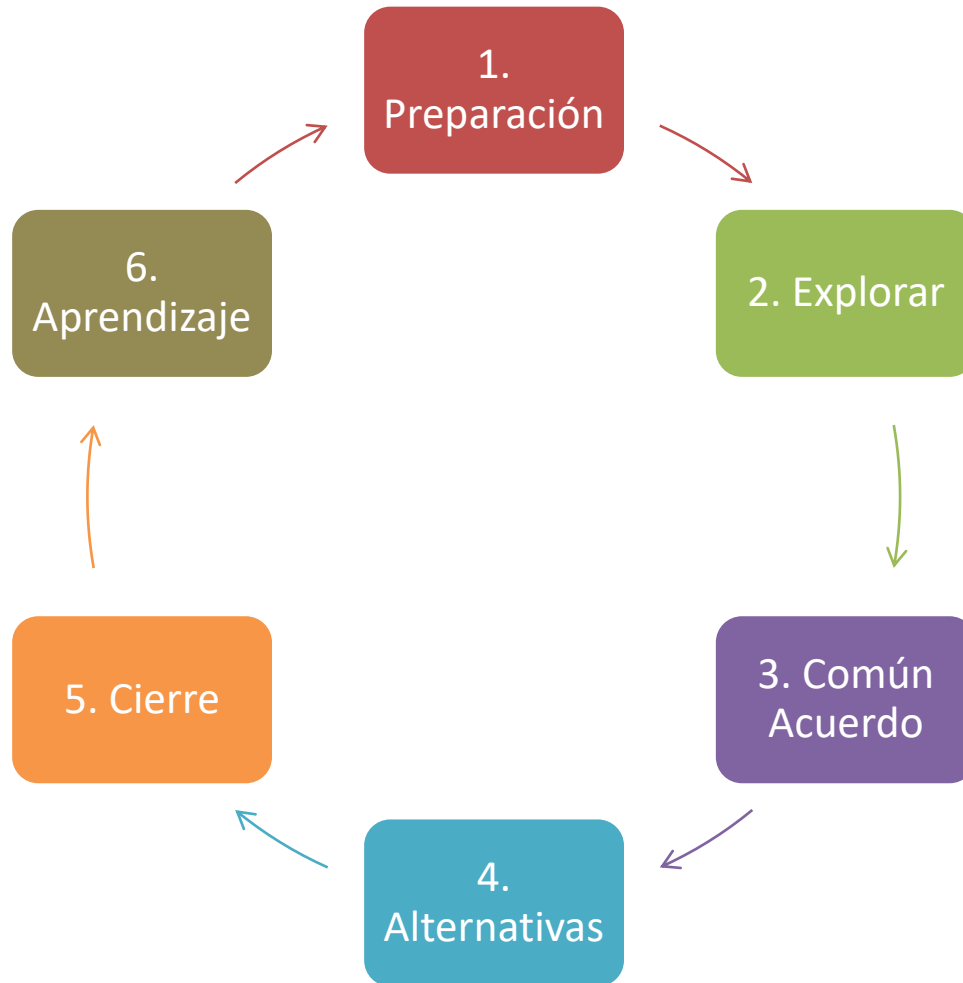 1.
Preparación
2. Explorar
3. Común
Acuerdo
4.
Alternativas
5. Cierre
6.
Aprendizaje